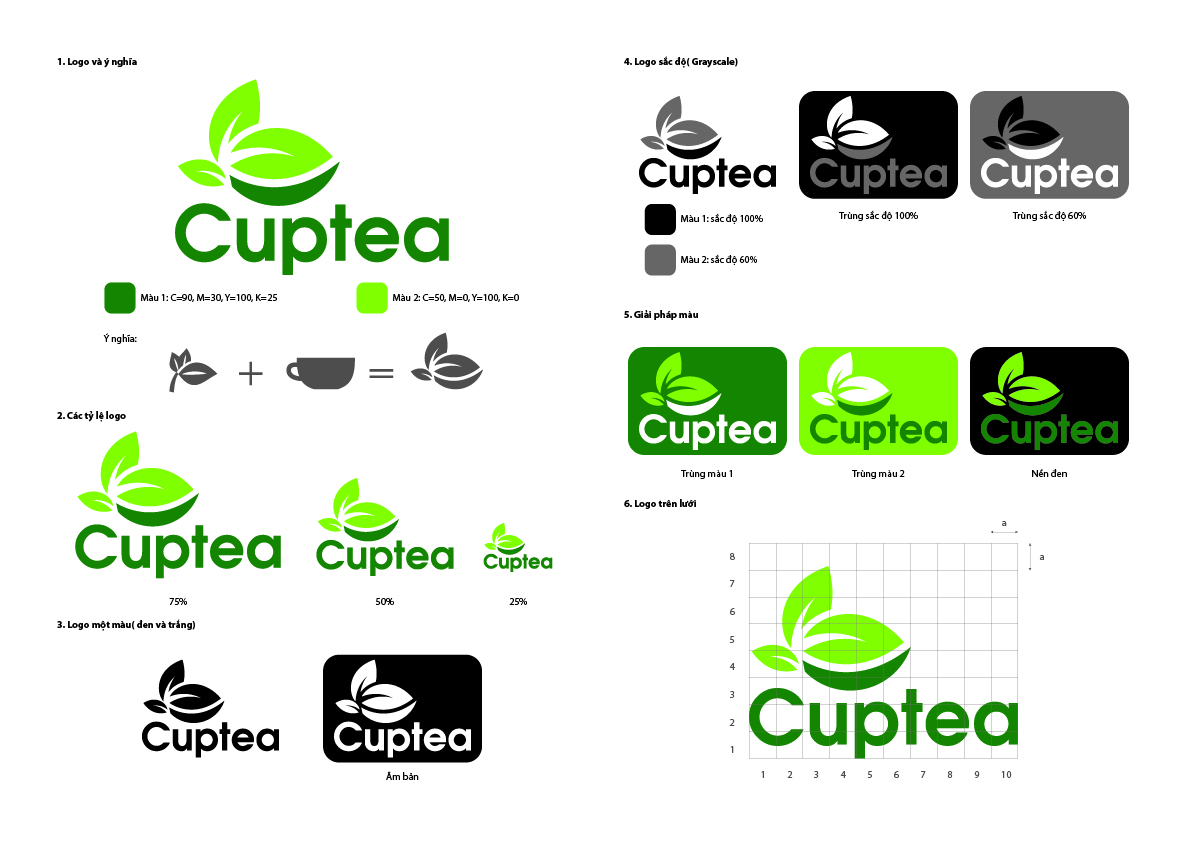 1. Logo và ý nghĩa
Cuptea
Màu 1: C=90, M=30, Y=100, K=25
Màu 2: C=50, M=0, Y=100, K=0
Ý nghĩa:
+ =
2. Các tỷ lệ logo
Cuptea
Cuptea
Cuptea
75%
50%
25%
3. Logo một màu( đen và trắng)
Cuptea
Cuptea
Âm bản
4. Logo sắc độ( Grayscale)
Cuptea
Cuptea
Cuptea
Màu 1: sắc độ 100%
Trùng sắc độ 100%
Trùng sắc độ 60%
Màu 2: sắc độ 60%
5. Giải pháp màu
Cuptea
Cuptea
Cuptea
Trùng màu 1
Trùng màu 2
Nền đen
6. Logo trên lưới
a
a
8
7
6
5
4
3
2
1
Cuptea
1 2 3 4 5 6 7 8 9 10